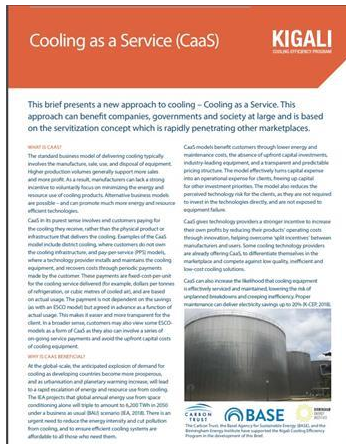 Cooling as a Service (CaaS)
KIGALI
COOLING EFFICIENCY PROGRAM
This brief presents a new approach to cooling – Cooling as a Service. This
approach can benefit companies, governments and society at large and is based
on the servitization concept which is rapidly penetrating other marketplaces.
WHAT IS CAAS?
The standard business model of delivering cooling typically
involves the manufacture, sale, use, and disposal of equipment.
Higher production volumes generally support more sales
and more profit. As a result, manufacturers can lack a strong
incentive to voluntarily focus on minimizing the energy and
resource use of cooling products. Alternative business models
are possible – and can promote much more energy and resource
efficient technologies.
CaaS in its purest sense involves end customers paying for
the cooling they receive, rather than the physical product or
infrastructure that delivers the cooling. Examples of the CaaS
model include district cooling, where customers do not own
the cooling infrastructure, and pay-per-service (PPS) models,
where a technology provider installs and maintains the cooling
equipment, and recovers costs through periodic payments
made by the customer. These payments are fixed-cost-per-unit
for the cooling service delivered (for example, dollars per tonnes
of refrigeration, or cubic metres of cooled air), and are based
on actual usage. The payment is not dependent on the savings
(as with an ESCO model) but agreed in advance as a function of
actual usage. This makes it easier and more transparent for the
client. In a broader sense, customers may also view some ESCO-
models as a form of CaaS as they also can involve a series of
on-going service payments and avoid the upfront capital costs
of cooling equipment.
WHY IS CAAS BENEFICIAL?
At the global-scale, the anticipated explosion of demand for
cooling as developing countries become more prosperous,
and as urbanisation and planetary warming increase, will lead
to a rapid escalation of energy and resource use from cooling.
The IEA projects that global annual energy use from space
conditioning alone will triple to amount to 6,200 TWH in 2050
under a business as usual (BAU) scenario (IEA, 2018). There is an
urgent need to reduce the energy intensity and cut pollution
from cooling, and to ensure efficient cooling systems are
affordable to all those who need them.
CaaS models benefit customers through lower energy and
maintenance costs, the absence of upfront capital investments,
industry-leading equipment, and a transparent and predictable
pricing structure. The model effectively turns capital expense
into an operational expense for clients, freeing up capital
for other investment priorities. The model also reduces the
perceived technology risk for the clients, as they are not required
to invest in the technologies directly, and are not exposed to
equipment failure.
CaaS gives technology providers a stronger incentive to increase
their own profits by reducing their products' operating costs
through innovation, helping overcome 'split incentives' between
manufacturers and users. Some cooling technology providers
are already offering CaaS, to differentiate themselves in the
marketplace and compete against low quality, inefficient and
low-cost cooling solutions.
CaaS can also increase the likelihood that cooling equipment
is effectively serviced and maintained, lowering the risk of
unplanned breakdowns and creeping inefficiency. Proper
maintenance can deliver electricity savings up to 20% (K-CEP, 2018).
CARBON
TRUST
BASE
BIRMINGHAM
ENERGY
INSTITUTE
The Carbon Trust, the Basel Agency for Sustainable Energy (BASE), and the
Birmingham Energy Institute have supported the Kigali Cooling Efficiency
Program in the development of this Brief.